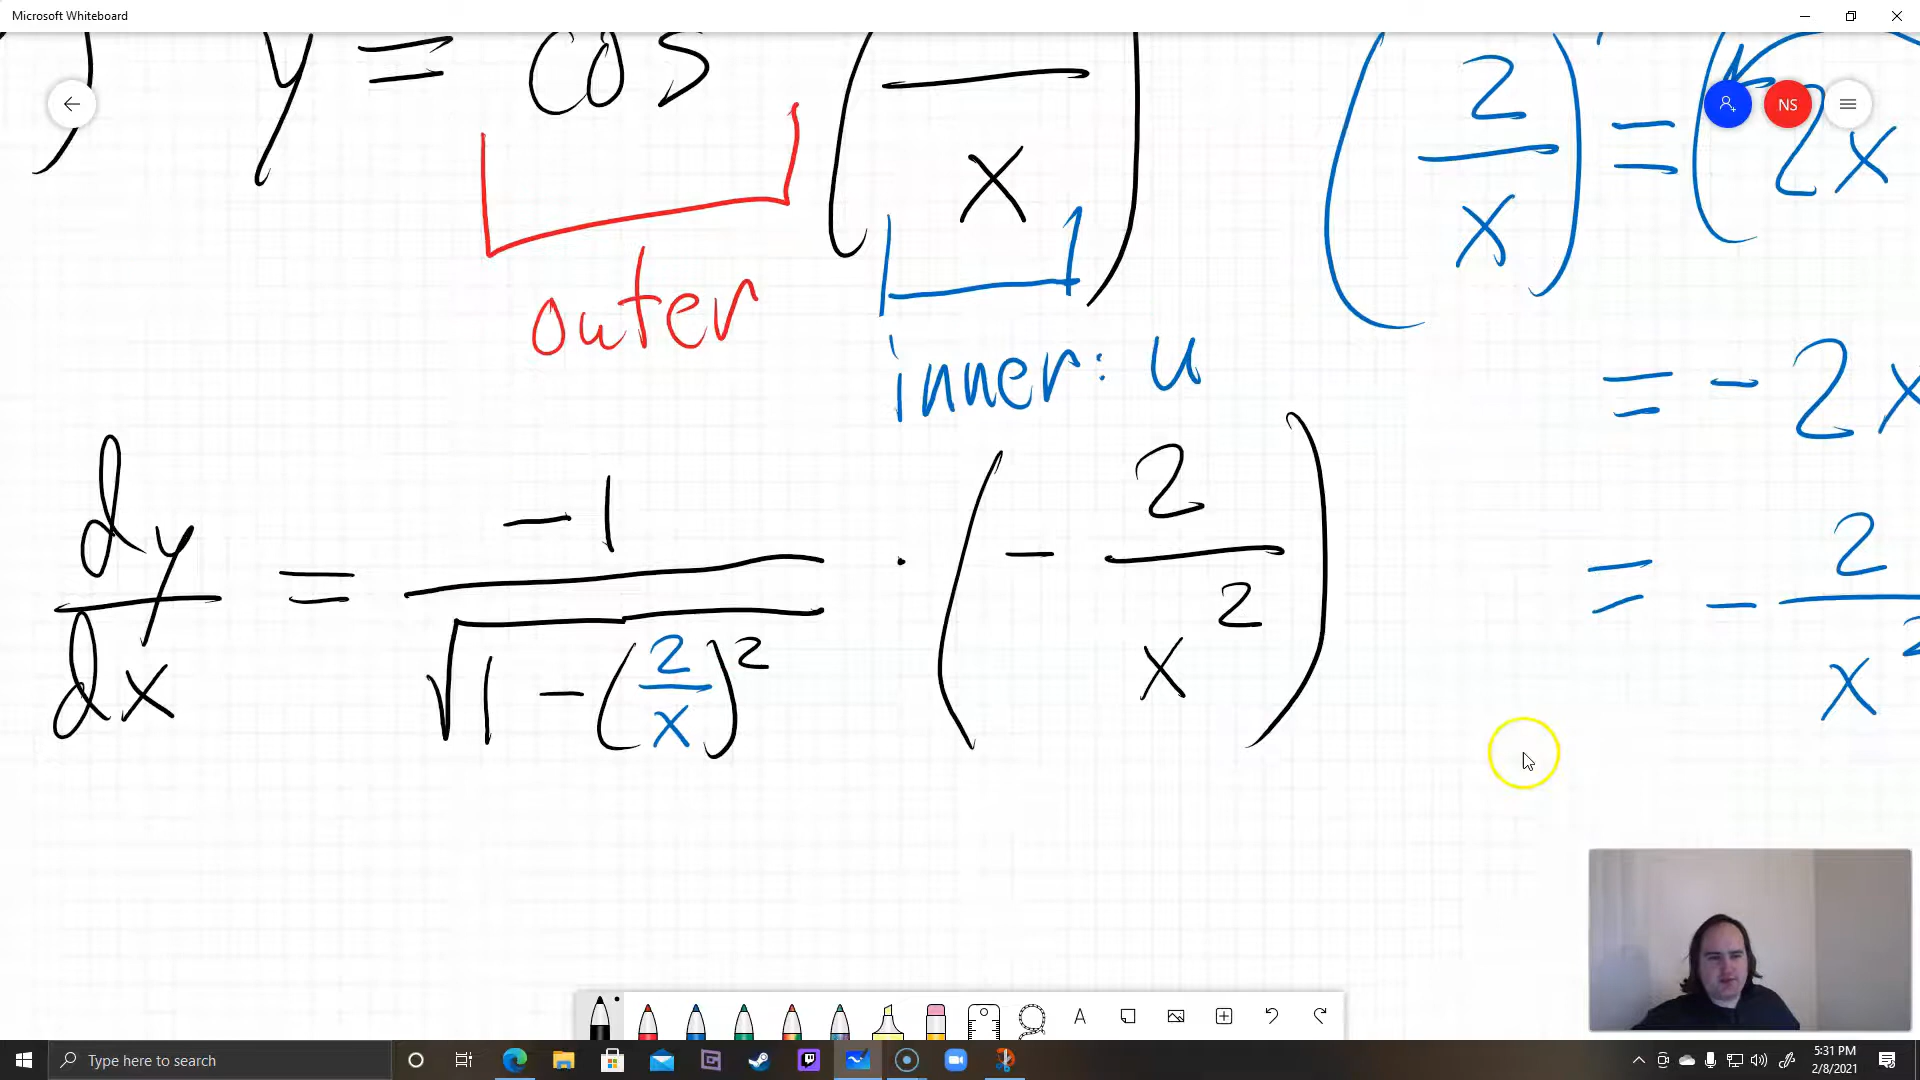 Microsoft Whiteboard
) y = cos ( — / x )
outer
inner: u
( 2/x )' = ( 2x
= - 2x
= - 2/x²
NS
dy/dx = -1/√(1 - (2/x)²) · ( - 2/x² )
A
Type here to search
5:31 PM
2/8/2021